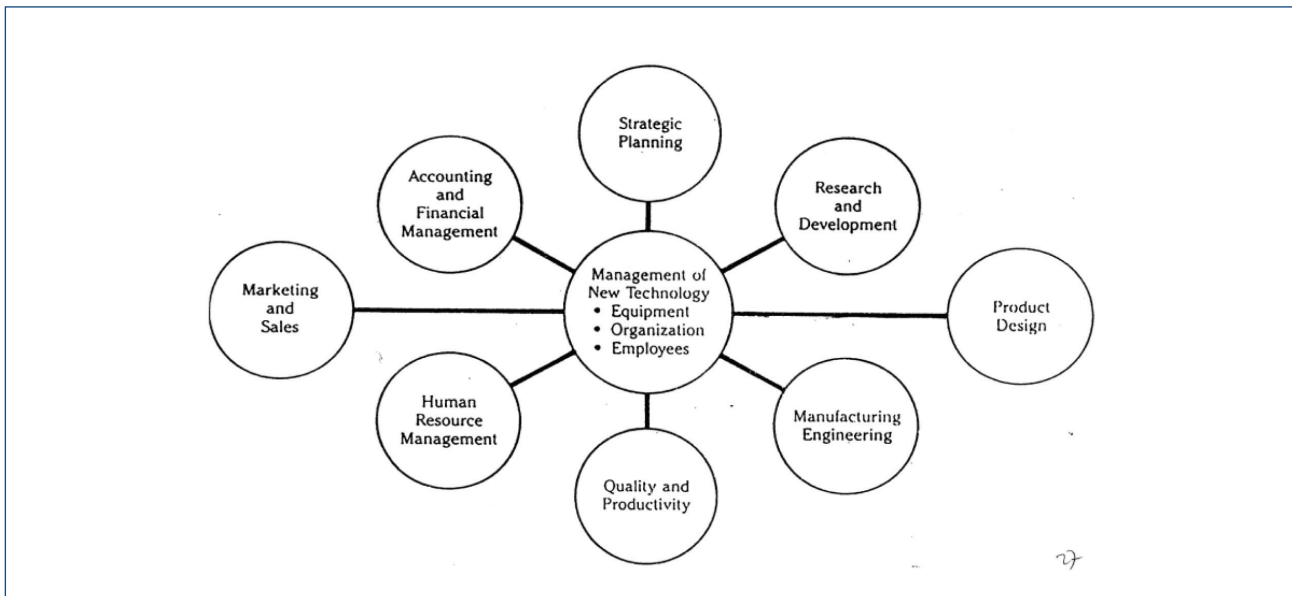 Strategic
Planning
Accounting
and
Financial
Management
Research
and
Development
Marketing
and
Sales
Management of
New Technology
• Equipment
• Organization
• Employees
Product
Design
Human
Resource
Management
Manufacturing
Engineering
Quality and
Productivity
27